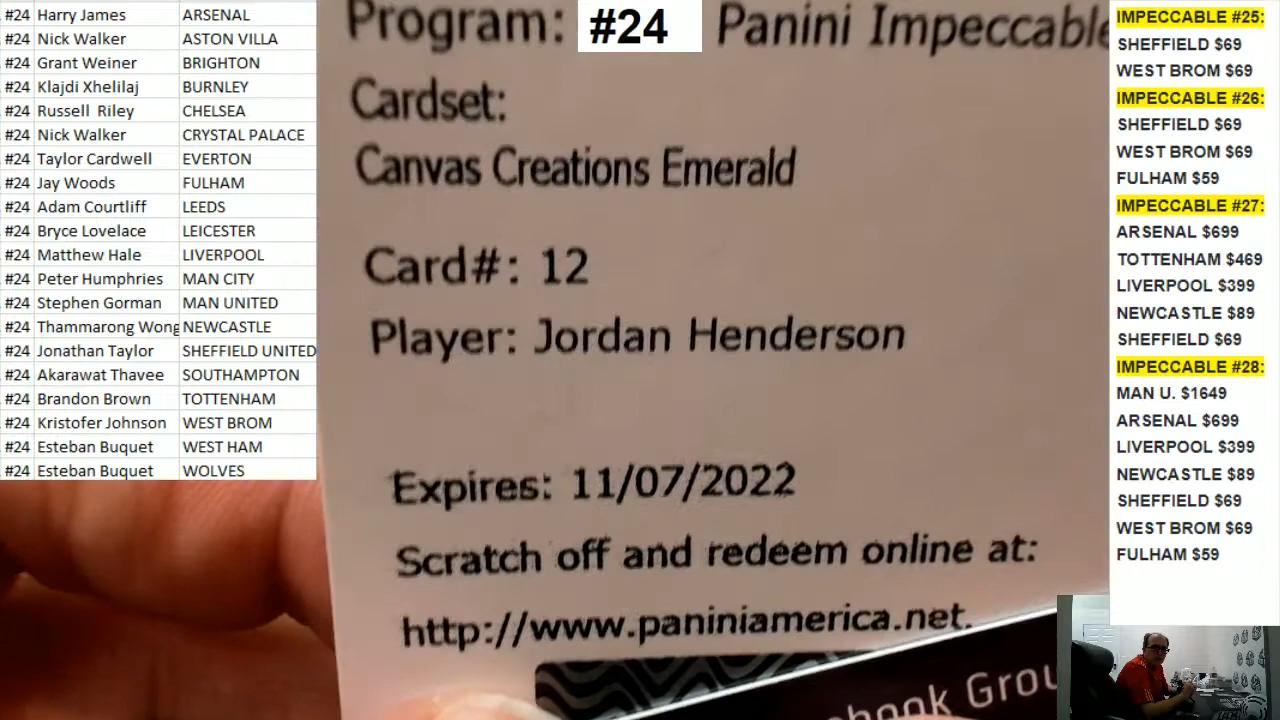 #24 Harry James ARSENAL
#24 Nick Walker ASTON VILLA
#24 Grant Weiner BRIGHTON
#24 Klajdi Xhelilaj BURNLEY
#24 Russell Riley CHELSEA
#24 Nick Walker CRYSTAL PALACE
#24 Taylor Cardwell EVERTON
#24 Jay Woods FULHAM
#24 Adam Courtliff LEEDS
#24 Bryce Lovelace LEICESTER
#24 Matthew Hale LIVERPOOL
#24 Peter Humphries MAN CITY
#24 Stephen Gorman MAN UNITED
#24 Thammarong Wong NEWCASTLE
#24 Jonathan Taylor SHEFFIELD UNITED
#24 Akarawat Thavee SOUTHAMPTON
#24 Brandon Brown TOTTENHAM
#24 Kristofer Johnson WEST BROM
#24 Esteban Buquet WEST HAM
#24 Esteban Buquet WOLVES
Program: #24 Panini Impeccable
Cardset:
Canvas Creations Emerald
Card#: 12
Player: Jordan Henderson
Expires: 11/07/2022
Scratch off and redeem online at:
http://www.paniniamerica.net.
IMPECCABLE #25:
SHEFFIELD $69
WEST BROM $69
IMPECCABLE #26:
SHEFFIELD $69
WEST BROM $69
FULHAM $59
IMPECCABLE #27:
ARSENAL $699
TOTTENHAM $469
LIVERPOOL $399
NEWCASTLE $89
SHEFFIELD $69
IMPECCABLE #28:
MAN U. $1649
ARSENAL $699
LIVERPOOL $399
NEWCASTLE $89
SHEFFIELD $69
WEST BROM $69
FULHAM $59